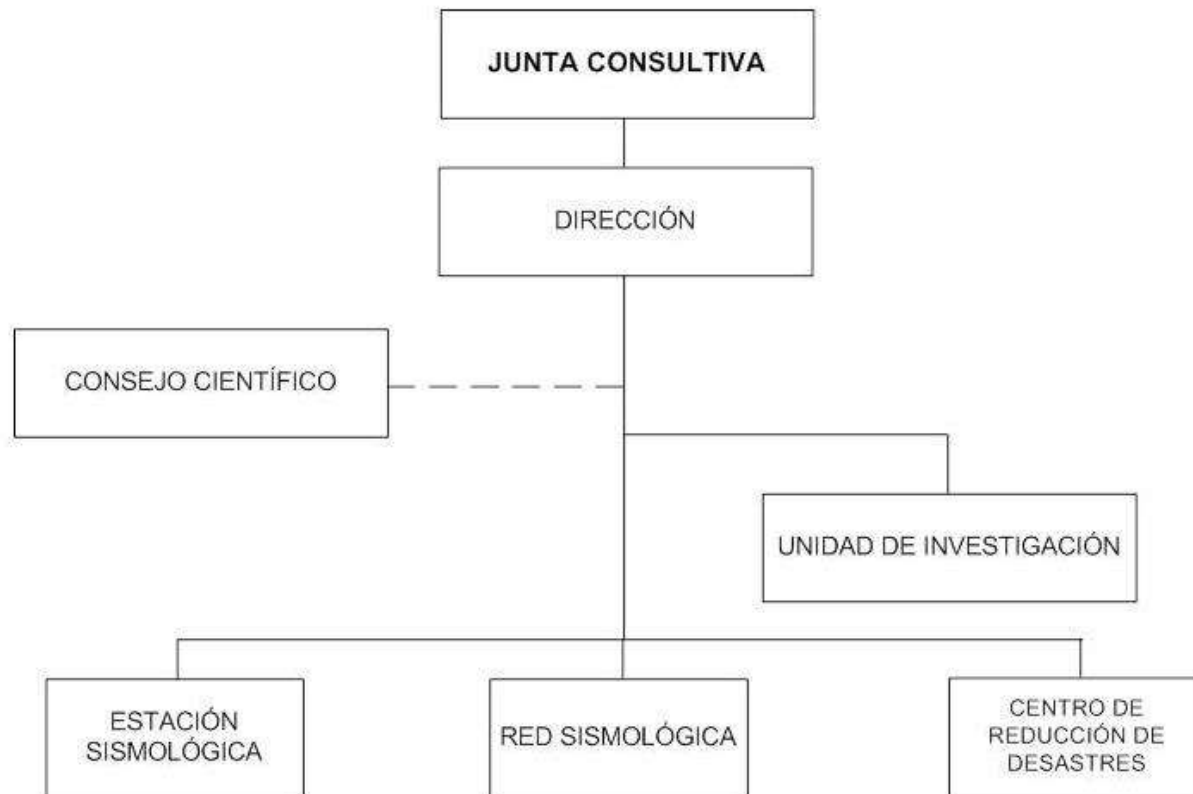 JUNTA CONSULTIVA
DIRECCIÓN
CONSEJO CIENTÍFICO
UNIDAD DE INVESTIGACIÓN
ESTACIÓN
SISMOLÓGICA
RED SISMOLÓGICA
CENTRO DE
REDUCCIÓN DE
DESASTRES